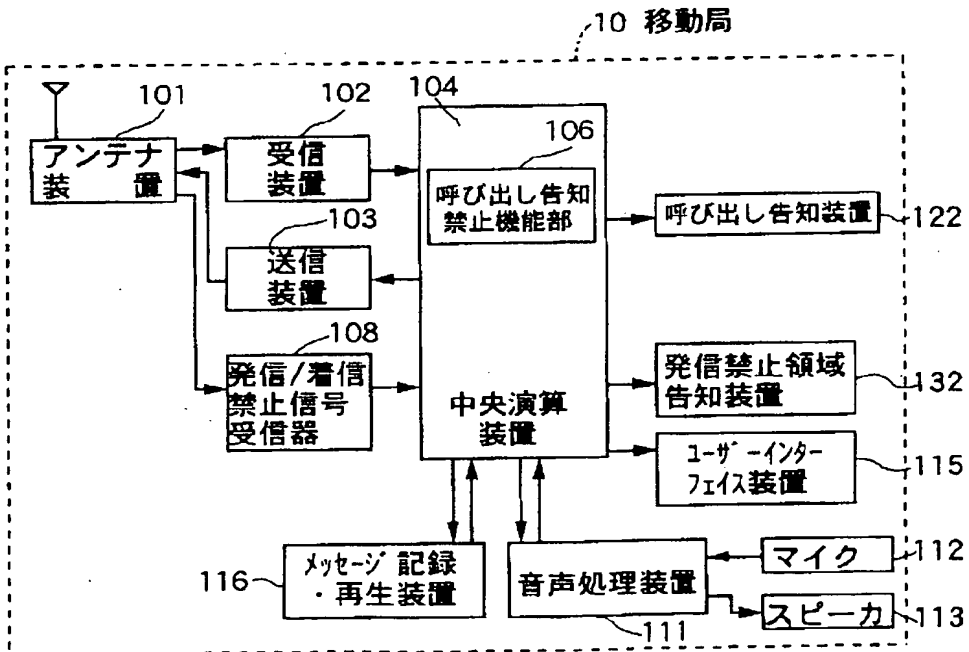 10 移動局
101
アンテナ
装置
102
受信
装置
103
送信
装置
108
発信/着信
禁止信号
受信器
104
106
呼び出し告知
禁止機能部
中央演算
装置
呼び出し告知装置
122
発信禁止領域
告知装置
132
ユーザーインター
フェイス装置
115
116
メッセージ記録
・再生装置
音声処理装置
111
マイク
112
スピーカ
113